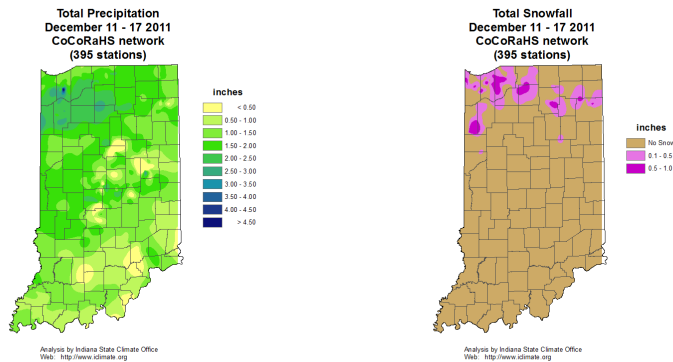 Total Precipitation
December 11 - 17 2011
CoCoRaHS network
(395 stations)
inches
< 0.50
0.50 - 1.00
1.00 - 1.50
1.50 - 2.00
2.00 - 2.50
2.50 - 3.00
3.00 - 3.50
3.50 - 4.00
4.00 - 4.50
> 4.50
Analysis by Indiana State Climate Office
Web: http://www.iclimate.org
Total Snowfall
December 11 - 17 2011
CoCoRaHS network
(395 stations)
inches
No Snow
0.1 - 0.5
0.5 - 1.0
Analysis by Indiana State Climate Office
Web: http://www.iclimate.org